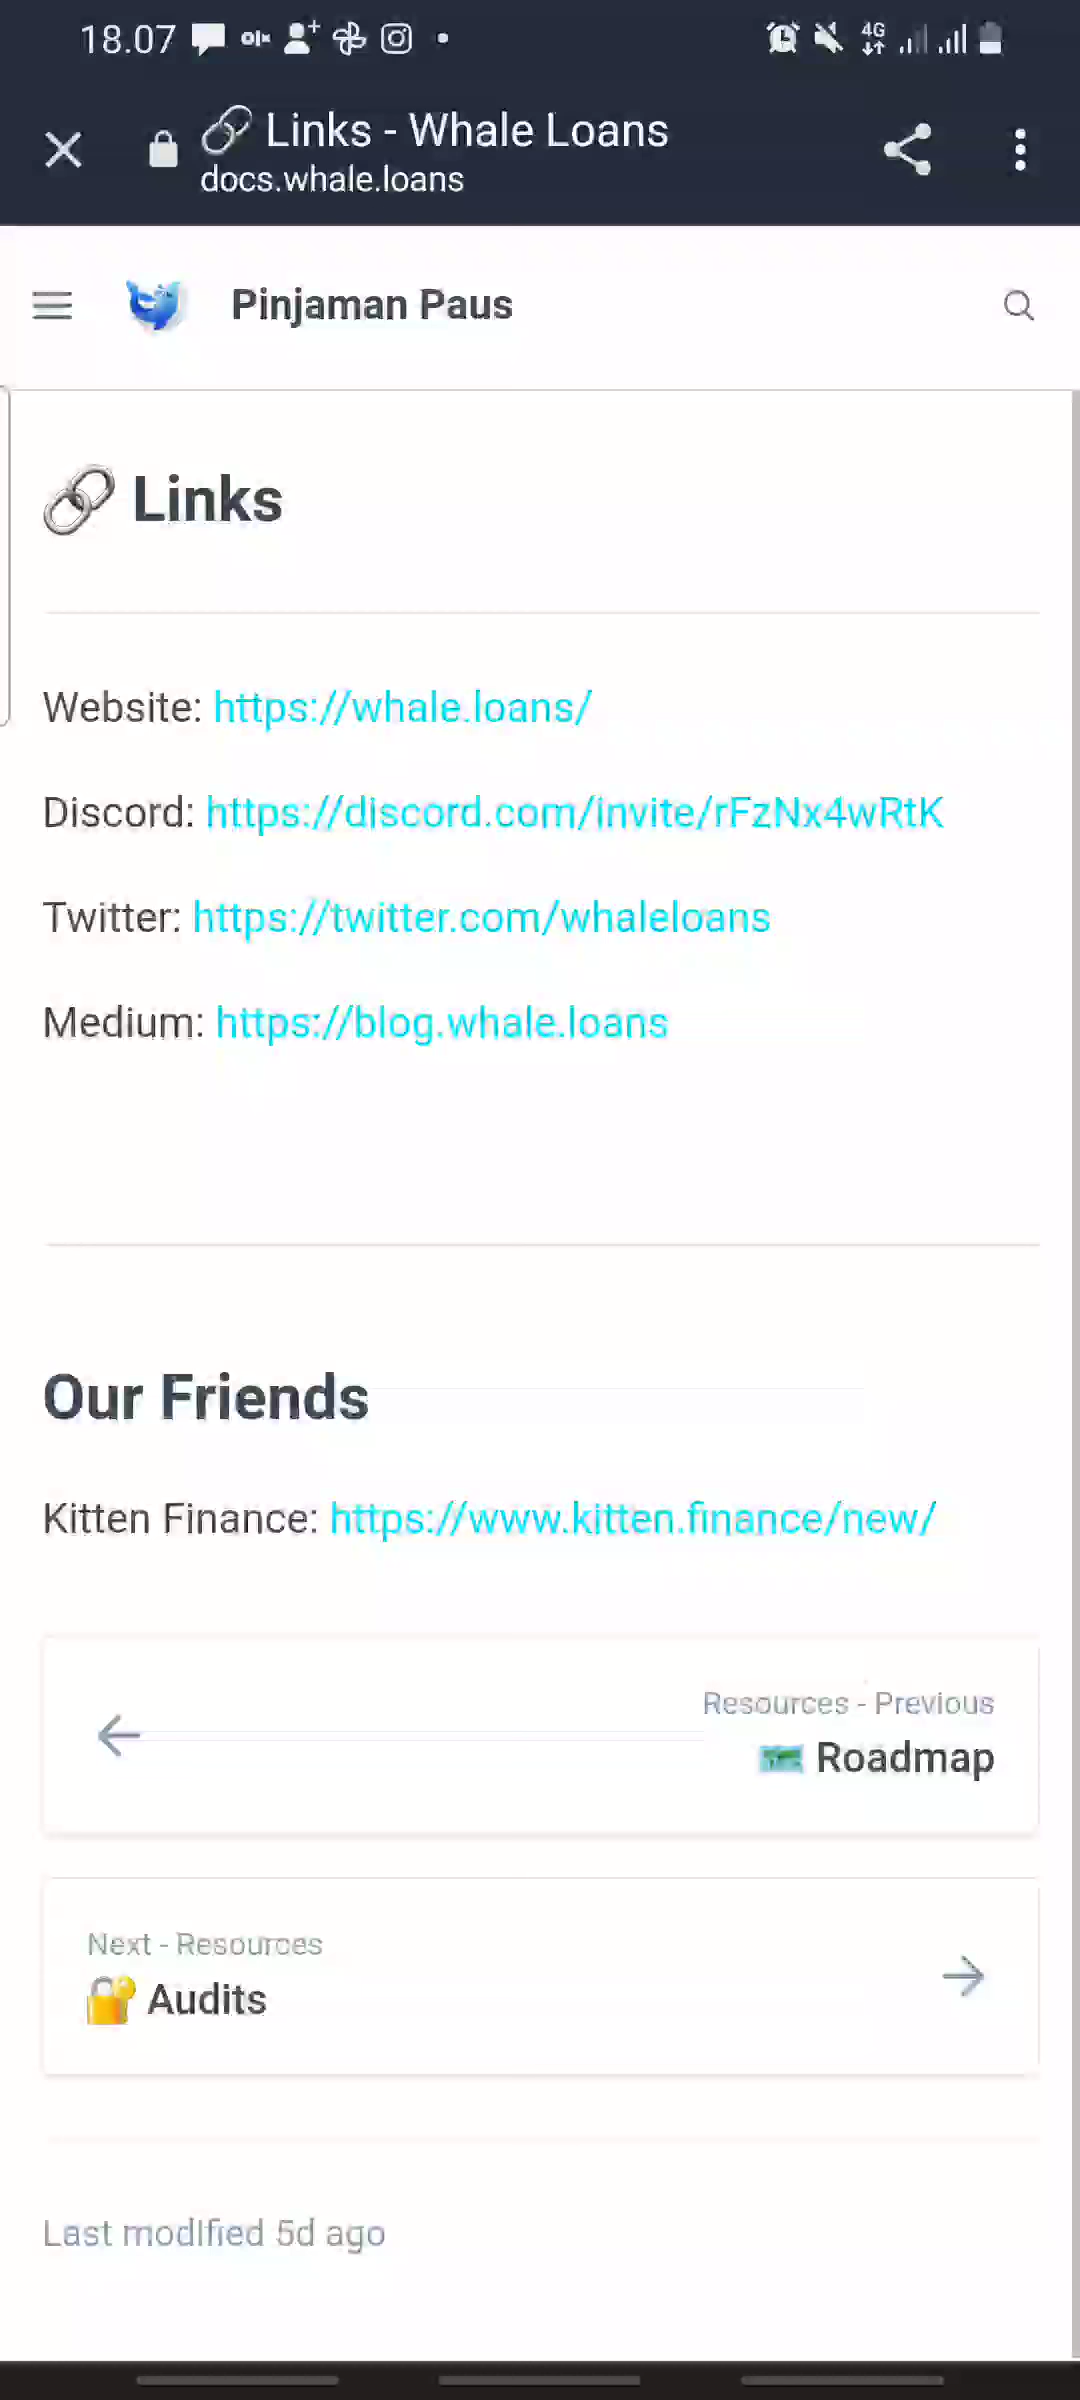 18.07
olx
4G
Links - Whale Loans
docs.whale.loans
Pinjaman Paus
Links
Website: https://whale.loans/
Discord: https://discord.com/invite/rFzNx4wRtK
Twitter: https://twitter.com/whaleloans
Medium: https://blog.whale.loans
Our Friends
Kitten Finance: https://www.kitten.finance/new/
Resources - Previous
Roadmap
Next - Resources
Audits
Last modified 5d ago